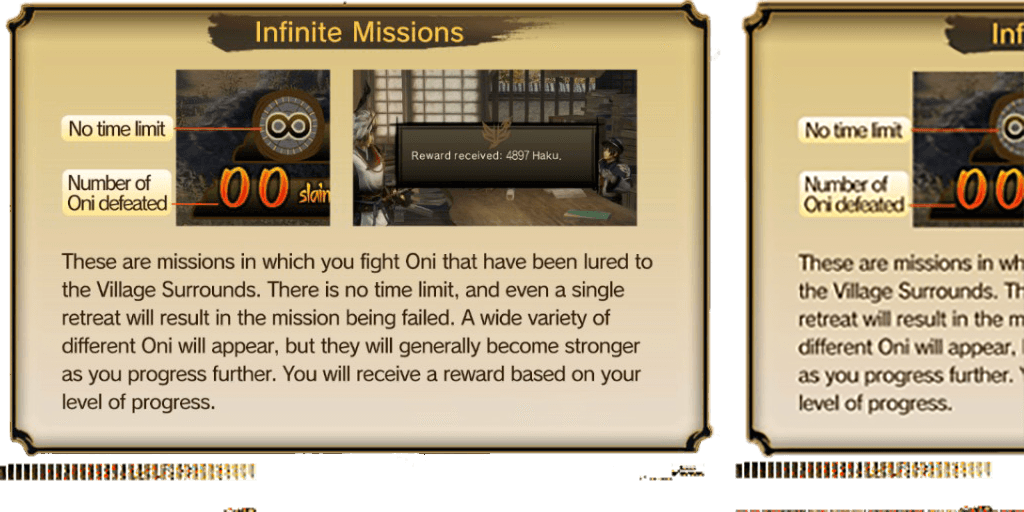 Infinite Missions
No time limit
Number of
Oni defeated
00 slain
Reward received: 4897 Haku.
These are missions in which you fight Oni that have been lured to
the Village Surrounds. There is no time limit, and even a single
retreat will result in the mission being failed. A wide variety of
different Oni will appear, but they will generally become stronger
as you progress further. You will receive a reward based on your
level of progress.
Inf
No time limit
Number of
Oni defeated
00
These are missions in wh
the Village Surrounds. Th
retreat will result in the m
different Oni will appear,
as you progress further. Y
level of progress.